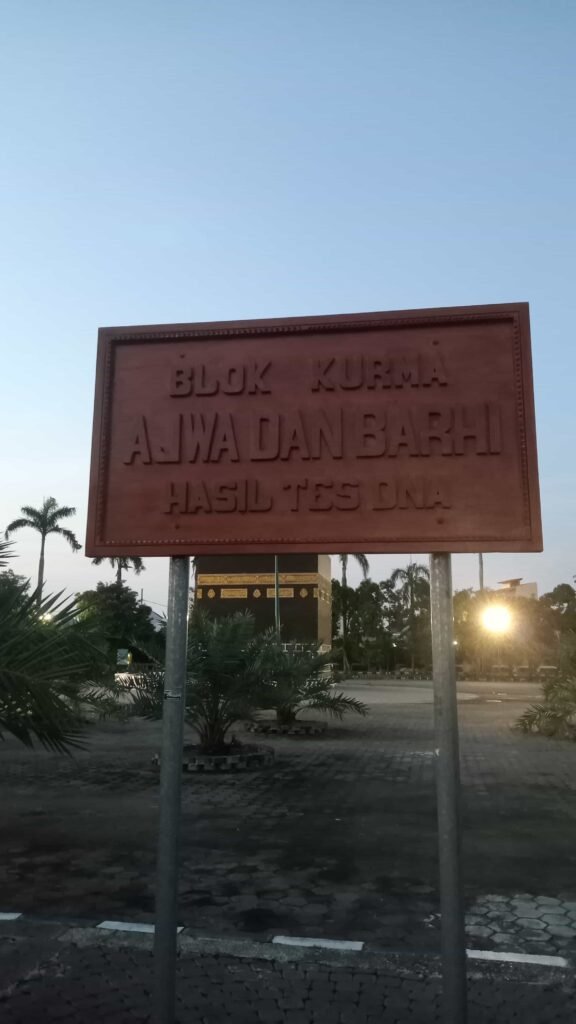 BLOK KURMA
AJWA DAN BARHI
HASIL TES DNA